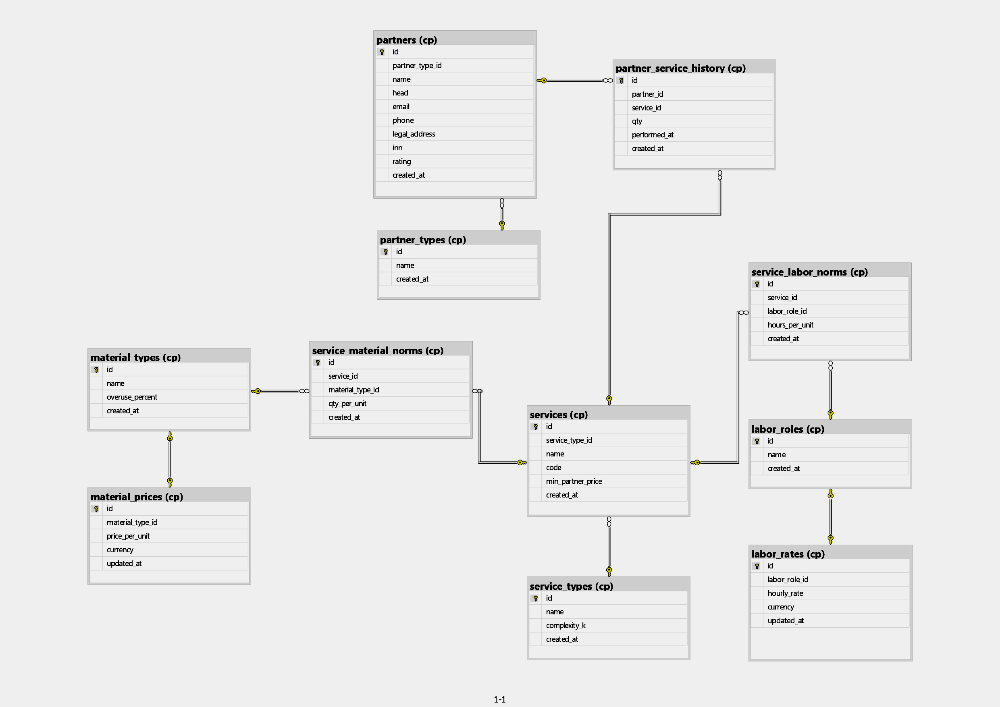 partners (cp)
id
partner_type_id
name
head
email
phone
legal_address
inn
rating
created_at
partner_service_history (cp)
id
partner_id
service_id
qty
performed_at
created_at
partner_types (cp)
id
name
created_at
service_labor_norms (cp)
id
service_id
labor_role_id
hours_per_unit
created_at
material_types (cp)
id
name
overuse_percent
created_at
service_material_norms (cp)
id
service_id
material_type_id
qty_per_unit
created_at
services (cp)
id
service_type_id
name
code
min_partner_price
created_at
labor_roles (cp)
id
name
created_at
material_prices (cp)
id
material_type_id
price_per_unit
currency
updated_at
service_types (cp)
id
name
complexity_k
created_at
labor_rates (cp)
id
labor_role_id
hourly_rate
currency
updated_at
1-1